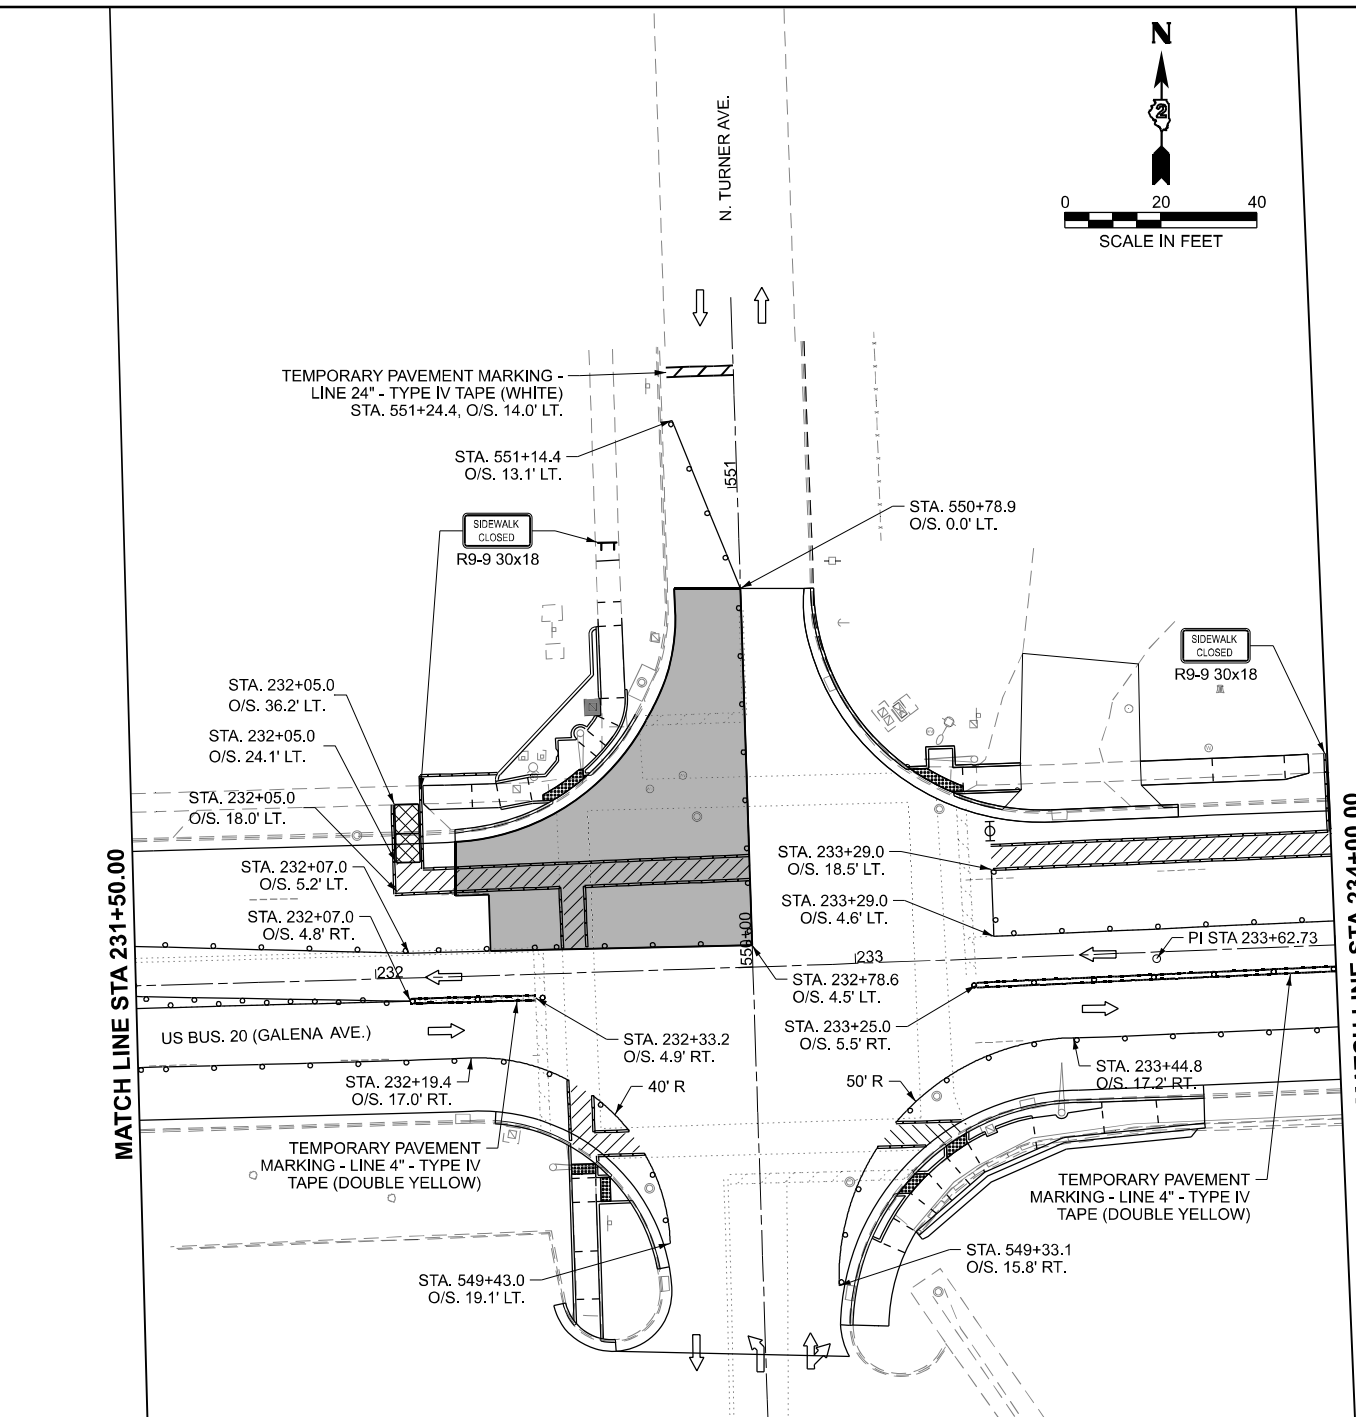 N
2
0 20 40
SCALE IN FEET
N. TURNER AVE.
TEMPORARY PAVEMENT MARKING -
LINE 24" - TYPE IV TAPE (WHITE)
STA. 551+24.4, O/S. 14.0' LT.
STA. 551+14.4
O/S. 13.1' LT.
551
STA. 550+78.9
O/S. 0.0' LT.
SIDEWALK
CLOSED
R9-9 30x18
SIDEWALK
CLOSED
R9-9 30x18
STA. 232+05.0
O/S. 36.2' LT.
STA. 232+05.0
O/S. 24.1' LT.
STA. 232+05.0
O/S. 18.0' LT.
STA. 232+07.0
O/S. 5.2' LT.
STA. 232+07.0
O/S. 4.8' RT.
STA. 233+29.0
O/S. 18.5' LT.
STA. 233+29.0
O/S. 4.6' LT.
550+00
PI STA 233+62.73
232
233
STA. 232+78.6
O/S. 4.5' LT.
STA. 233+25.0
O/S. 5.5' RT.
US BUS. 20 (GALENA AVE.)
STA. 232+33.2
O/S. 4.9' RT.
STA. 232+19.4
O/S. 17.0' RT.
40' R
50' R
STA. 233+44.8
O/S. 17.2' RT.
TEMPORARY PAVEMENT
MARKING - LINE 4" - TYPE IV
TAPE (DOUBLE YELLOW)
TEMPORARY PAVEMENT
MARKING - LINE 4" - TYPE IV
TAPE (DOUBLE YELLOW)
STA. 549+43.0
O/S. 19.1' LT.
STA. 549+33.1
O/S. 15.8' RT.
MATCH LINE STA 231+50.00
MATCH LINE STA 234+00.00